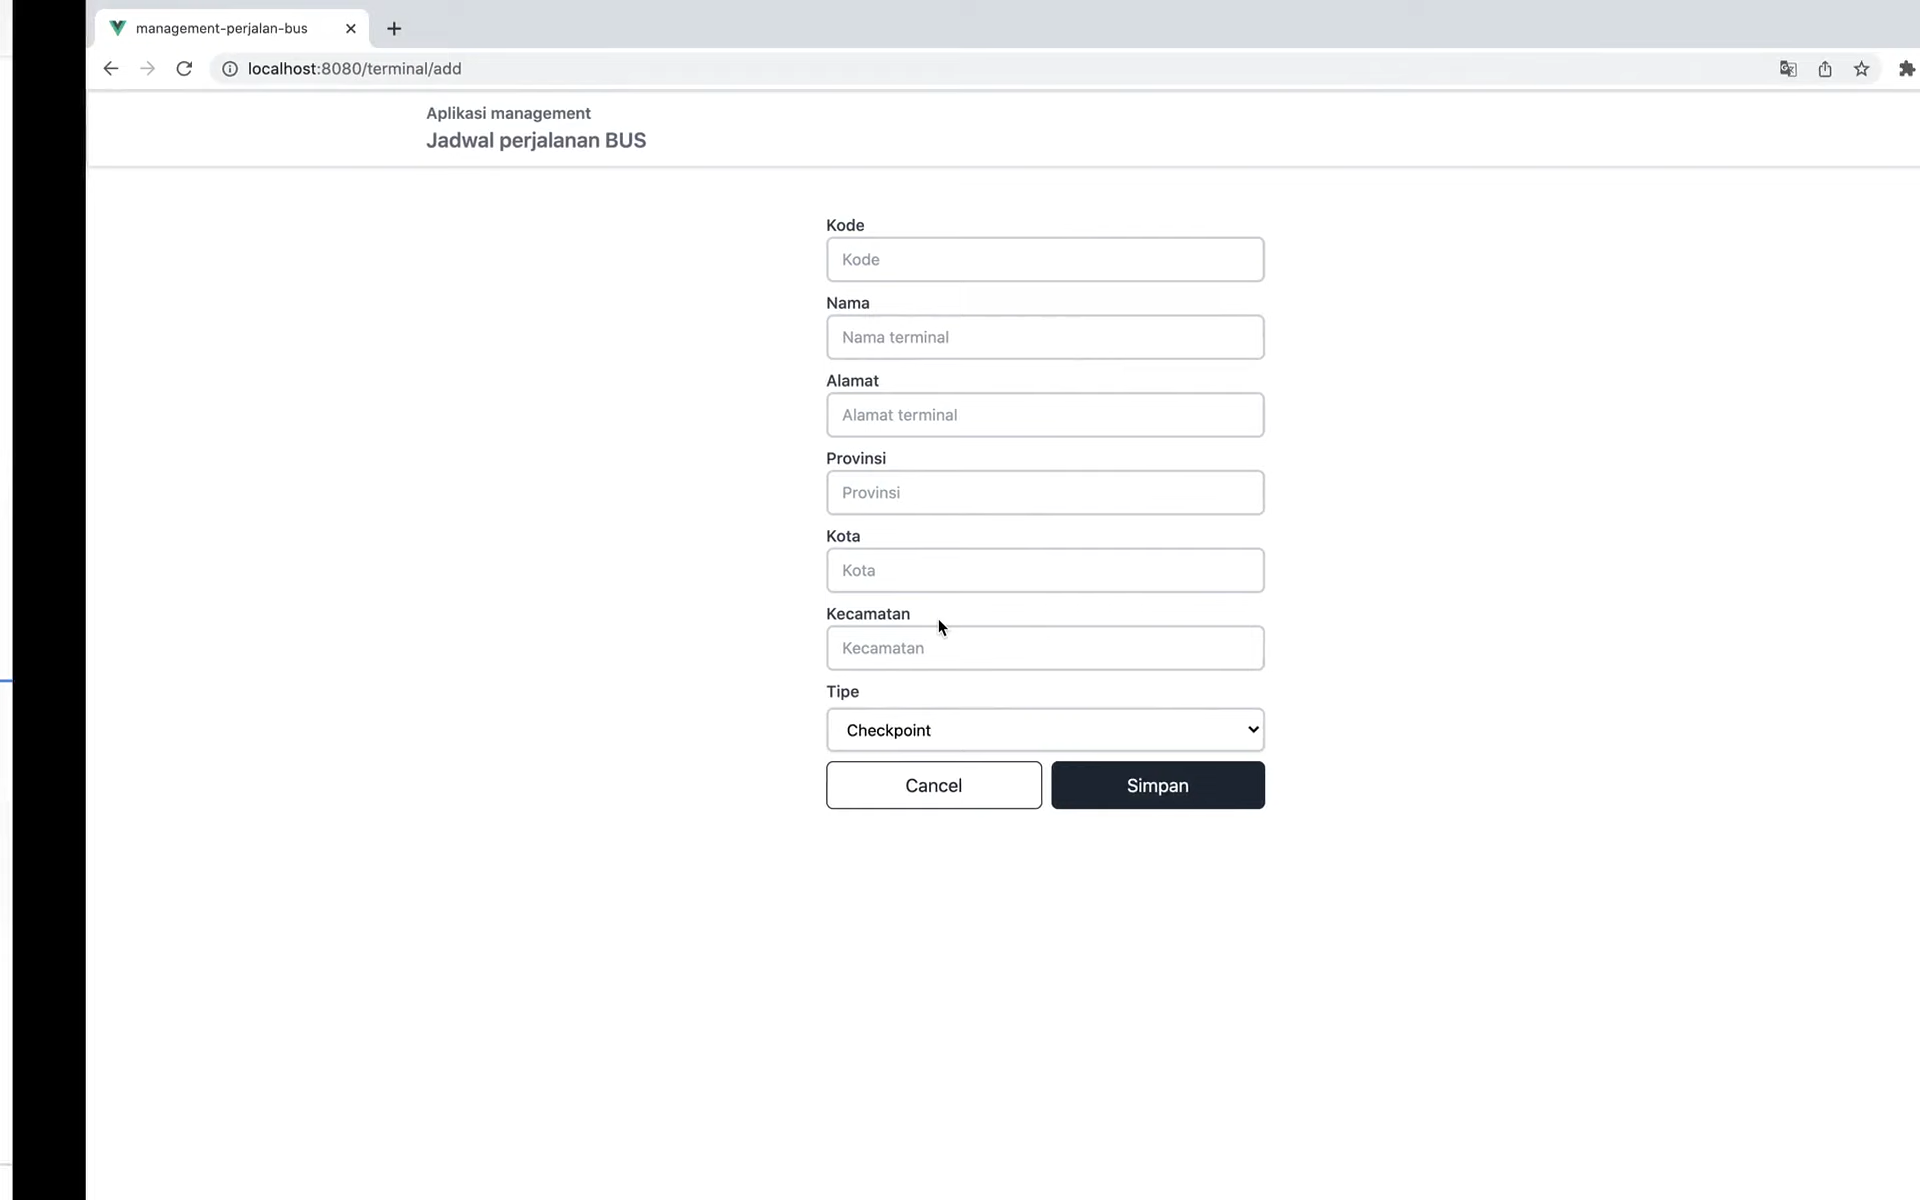 management-perjalan-bus
localhost:8080/terminal/add
Aplikasi management
Jadwal perjalanan BUS
Kode
Kode
Nama
Nama terminal
Alamat
Alamat terminal
Provinsi
Provinsi
Kota
Kota
Kecamatan
Kecamatan
Tipe
Checkpoint
Cancel Simpan